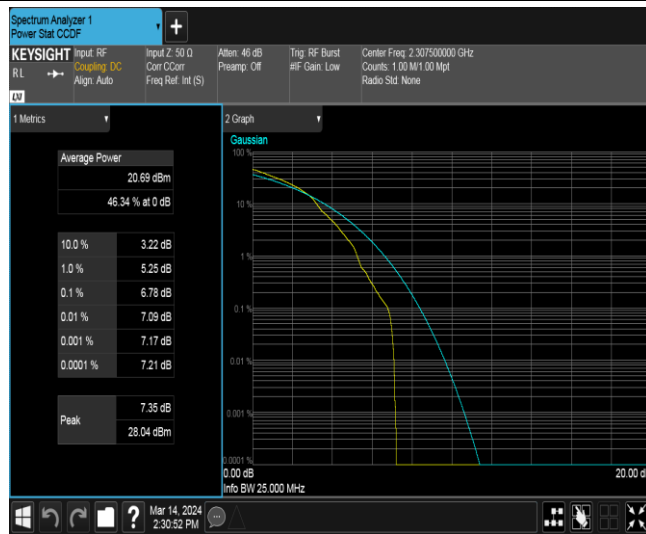 Spectrum Analyzer 1
Power Stat CCDF
+
KEYSIGHT
RL
LXI
Input: RF
Coupling: DC
Align: Auto
Input Z: 50 Ω
Corr CCorr
Freq Ref: Int (S)
Atten: 46 dB
Preamp: Off
Trig: RF Burst
#IF Gain: Low
Center Freq: 2.307500000 GHz
Counts: 1.00 M/1.00 Mpt
Radio Std: None
1 Metrics
Average Power
20.69 dBm
46.34 % at 0 dB
10.0 % 3.22 dB
1.0 % 5.25 dB
0.1 % 6.78 dB
0.01 % 7.09 dB
0.001 % 7.17 dB
0.0001 % 7.21 dB
Peak
7.35 dB
28.04 dBm
2 Graph
Gaussian
100 %
10 %
1 %
0.1 %
0.01 %
0.001 %
0.0001 %
0.00 dB
20.00 d
Info BW 25.000 MHz
?
Mar 14, 2024
2:30:52 PM